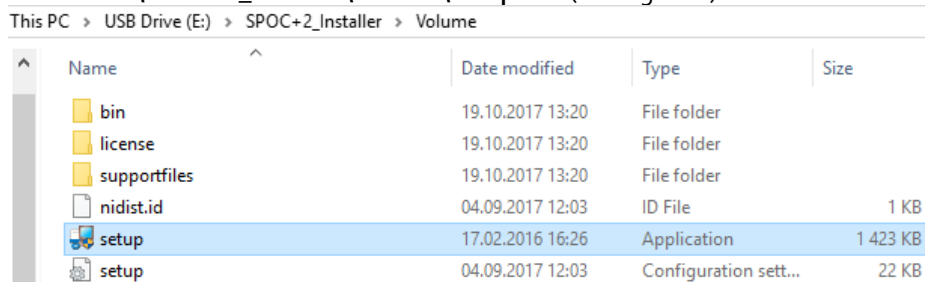 This PC > USB Drive (E:) > SPOC+2_Installer > Volume
Name Date modified Type Size
bin 19.10.2017 13:20 File folder
license 19.10.2017 13:20 File folder
supportfiles 19.10.2017 13:20 File folder
nidist.id 04.09.2017 12:03 ID File 1 KB
setup 17.02.2016 16:26 Application 1 423 KB
setup 04.09.2017 12:03 Configuration sett... 22 KB